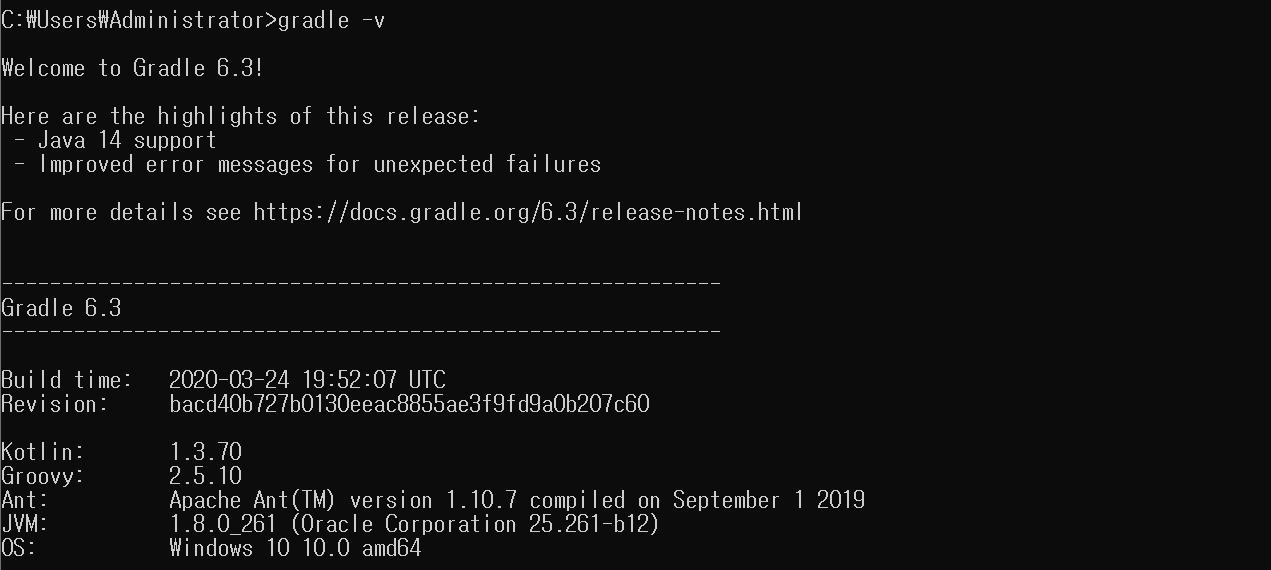 C:₩Users₩Administrator>gradle -v
Welcome to Gradle 6.3!
Here are the highlights of this release:
 - Java 14 support
 - Improved error messages for unexpected failures
For more details see https://docs.gradle.org/6.3/release-notes.html
------------------------------------------------------------
Gradle 6.3
------------------------------------------------------------
Build time:   2020-03-24 19:52:07 UTC
Revision:     bacd40b727b0130eeac8855ae3f9fd9a0b207c60
Kotlin:       1.3.70
Groovy:       2.5.10
Ant:          Apache Ant(TM) version 1.10.7 compiled on September 1 2019
JVM:          1.8.0_261 (Oracle Corporation 25.261-b12)
OS:           Windows 10 10.0 amd64